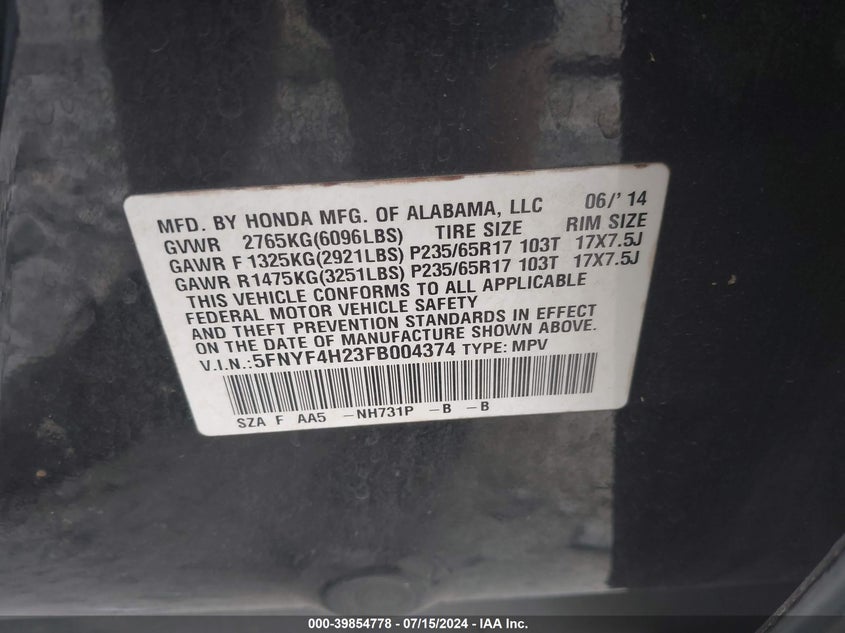 MFD. BY HONDA MFG. OF ALABAMA, LLC 06/' 14
GVWR 2765KG(6096LBS) TIRE SIZE RIM SIZE
GAWR F 1325KG(2921LBS) P235/65R17 103T 17X7.5J
GAWR R1475KG(3251LBS) P235/65R17 103T 17X7.5J
THIS VEHICLE CONFORMS TO ALL APPLICABLE
FEDERAL MOTOR VEHICLE SAFETY
AND THEFT PREVENTION STANDARDS IN EFFECT
ON THE DATE OF MANUFACTURE SHOWN ABOVE.
V.I.N.:5FNYF4H23FB004374 TYPE: MPV
SZA F AA5 -NH731P -B -B
000-39854778 - 07/15/2024 - IAA Inc.